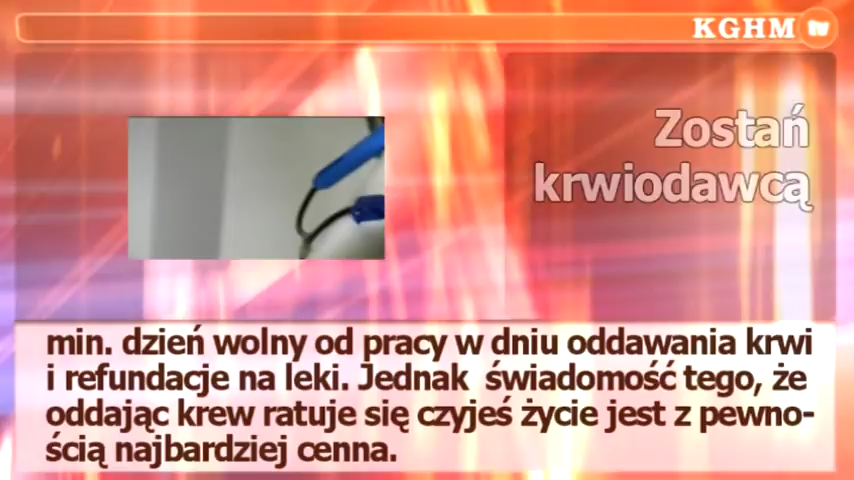 KGHM tv
Zostań
krwiodawcą
min. dzień wolny od pracy w dniu oddawania krwi
i refundacje na leki. Jednak świadomość tego, że
oddając krew ratuje się czyjeś życie jest z pewno-
ścią najbardziej cenna.